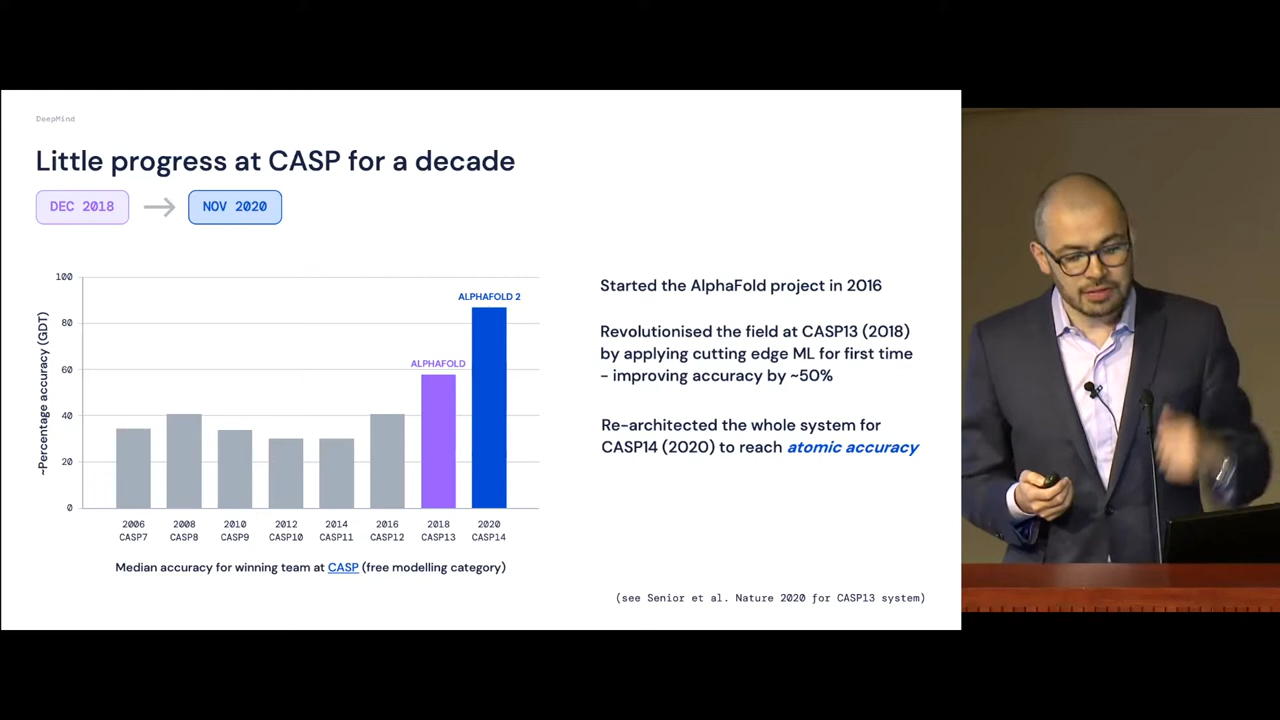 DeepMind
Little progress at CASP for a decade
DEC 2018
NOV 2020
~Percentage accuracy (GDT)
100
80
60
40
20
0
ALPHAFOLD
ALPHAFOLD 2
2006
CASP7
2008
CASP8
2010
CASP9
2012
CASP10
2014
CASP11
2016
CASP12
2018
CASP13
2020
CASP14
Median accuracy for winning team at CASP (free modelling category)
Started the AlphaFold project in 2016
Revolutionised the field at CASP13 (2018)
by applying cutting edge ML for first time
- improving accuracy by ~50%
Re-architected the whole system for
CASP14 (2020) to reach atomic accuracy
(see Senior et al. Nature 2020 for CASP13 system)